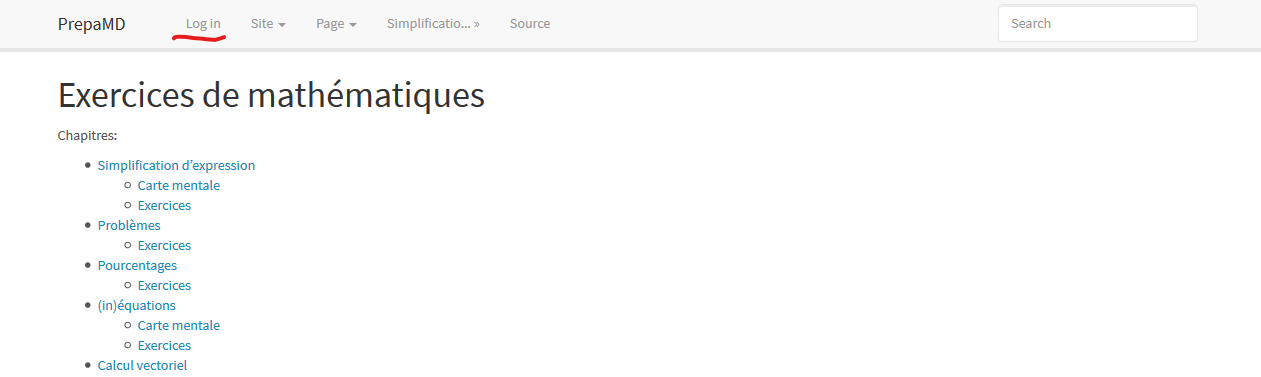 PrepaMD Log in Site Page Simplificatio... » Source Search
Exercices de mathématiques
Chapitres:
Simplification d'expression
Carte mentale
Exercices
Problèmes
Exercices
Pourcentages
Exercices
(in)équations
Carte mentale
Exercices
Calcul vectoriel